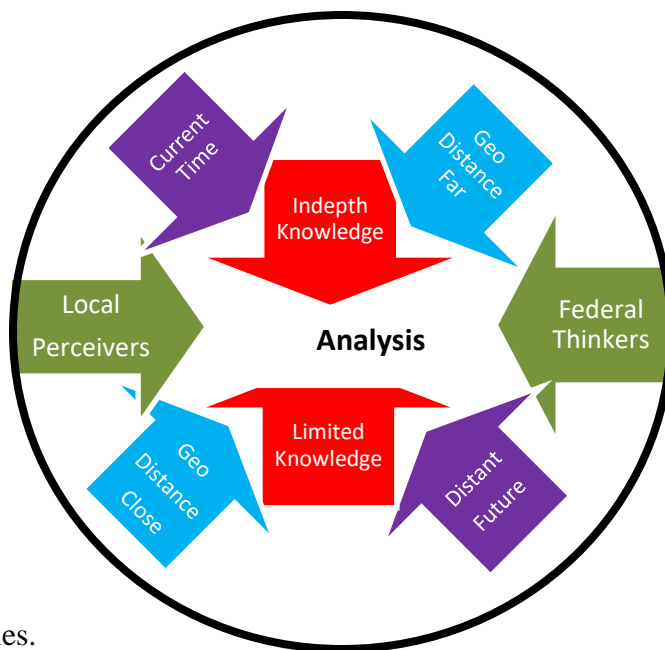 Current
Time
Geo
Distance
Far
Indepth
Knowledge
Local
Perceivers
Analysis
Federal
Thinkers
Geo
Distance
Close
Limited
Knowledge
Distant
Future